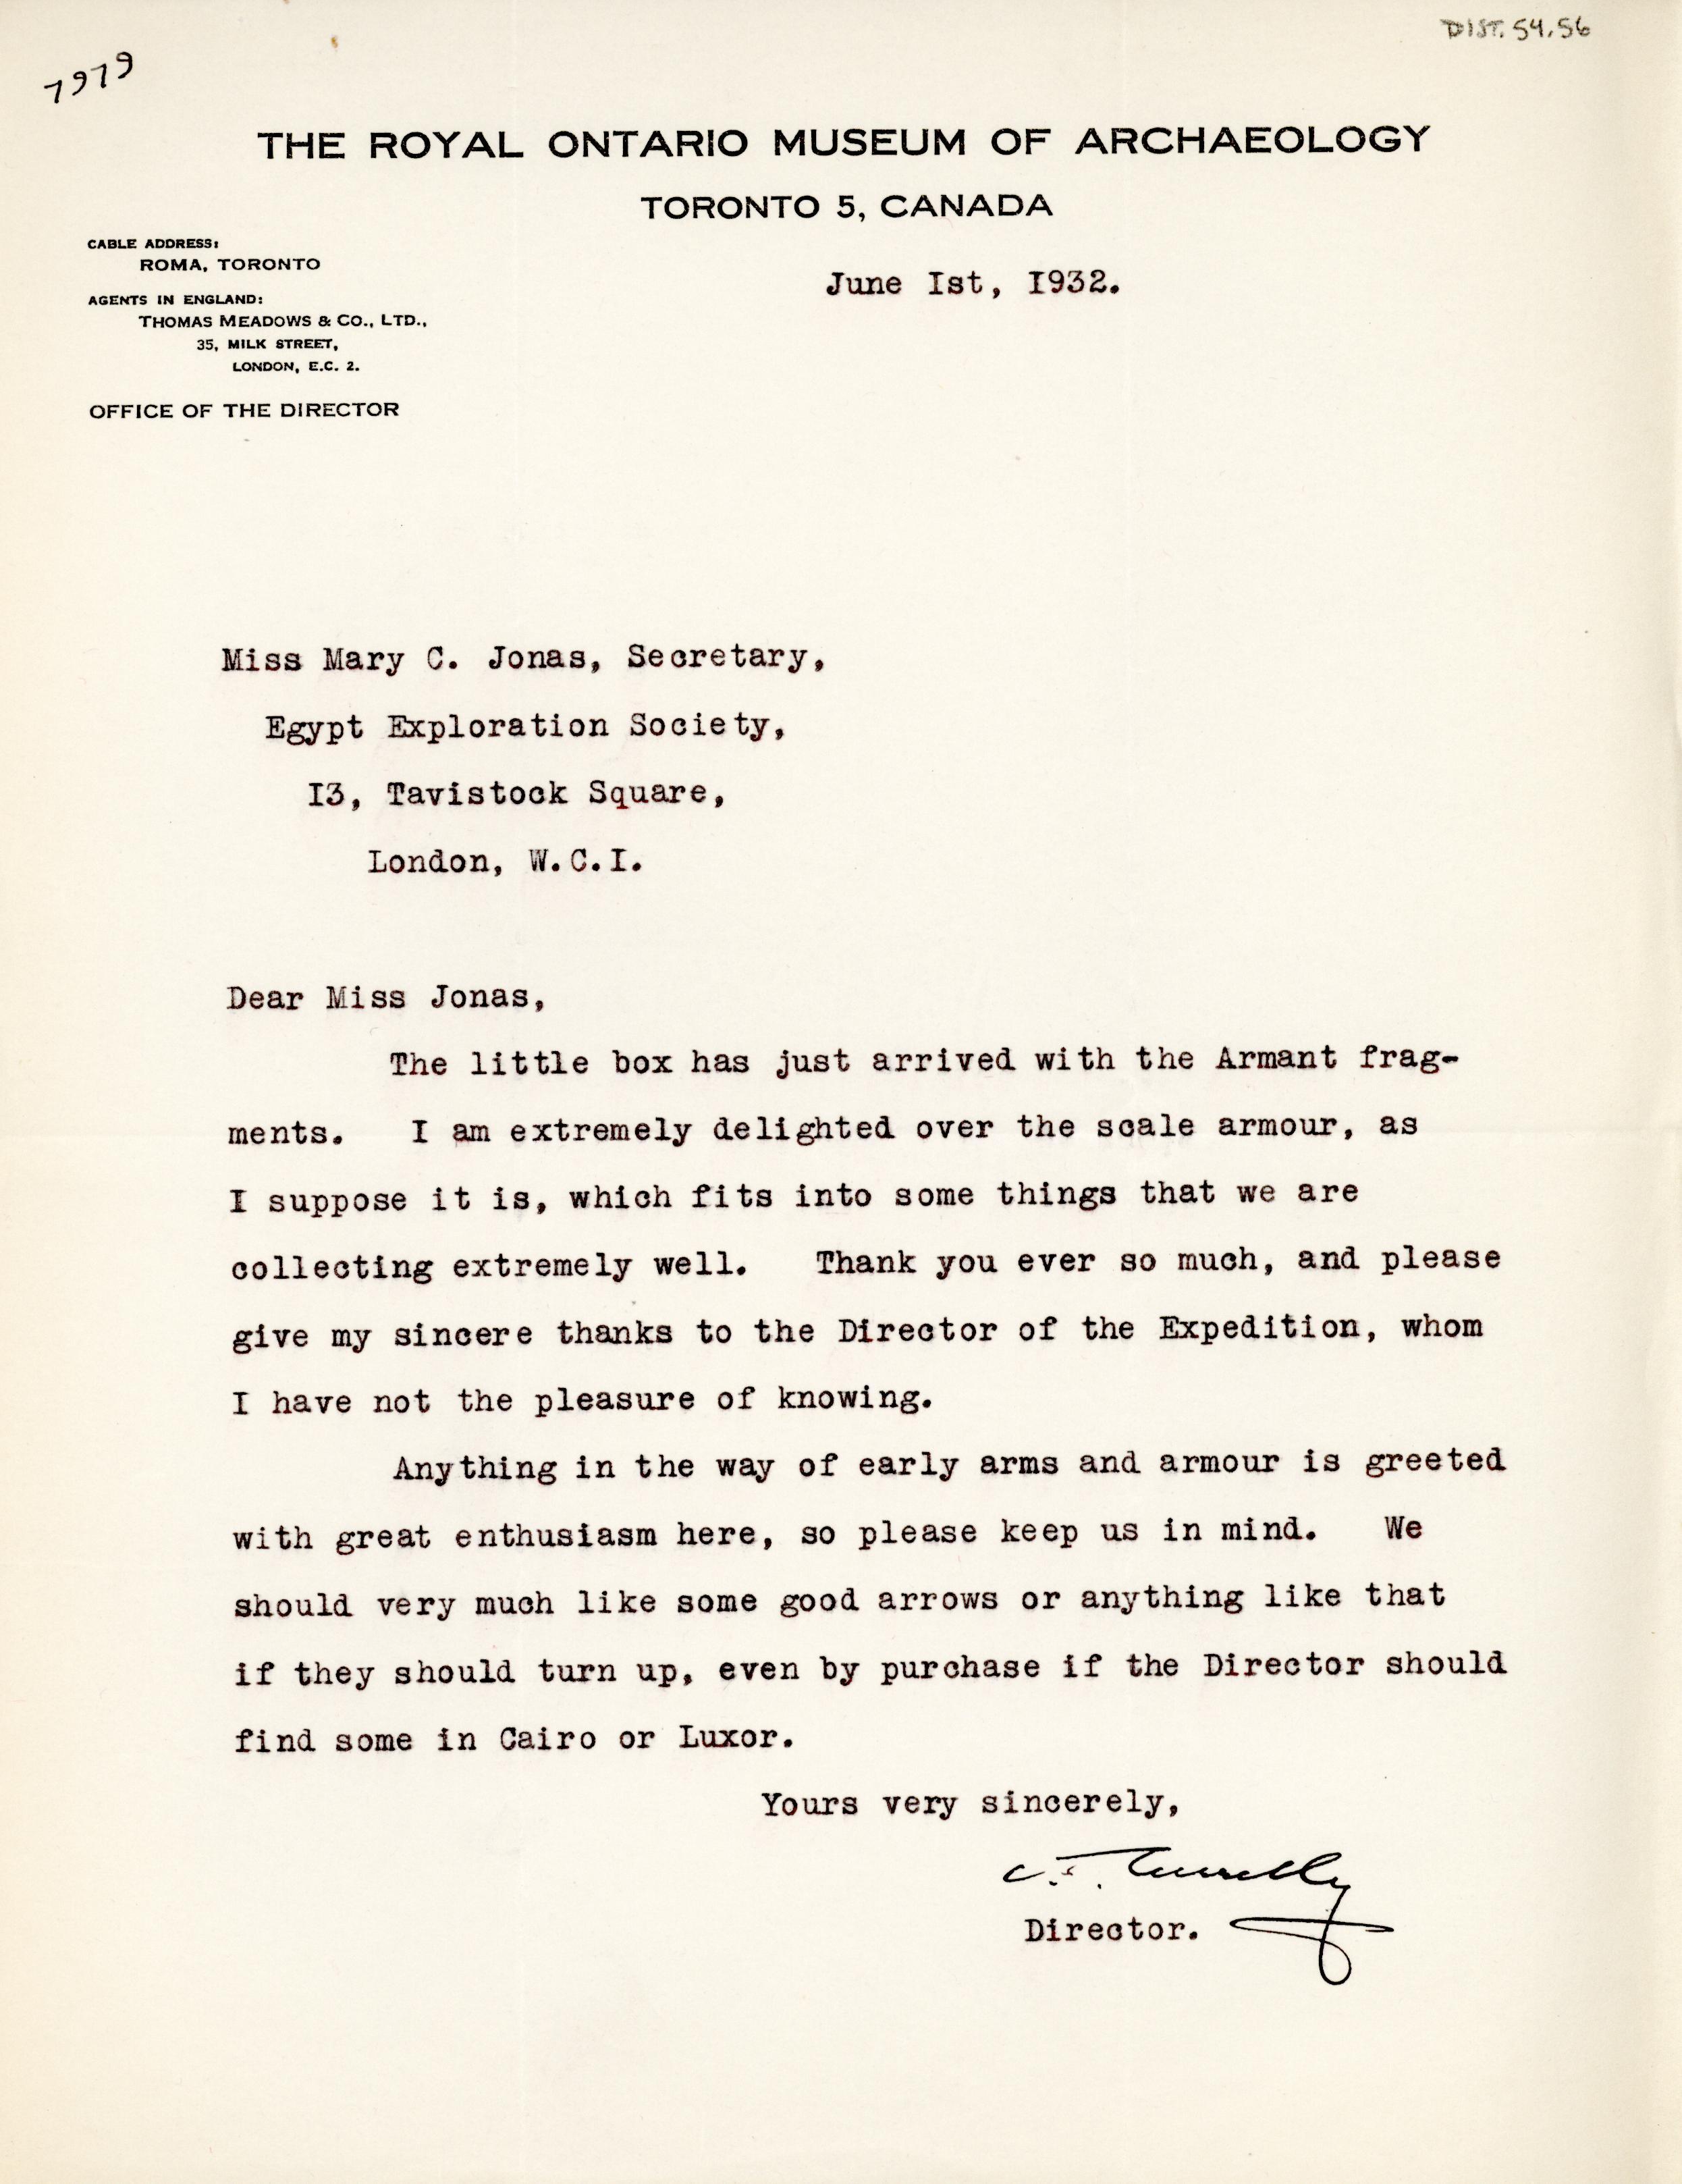 DIST. 54.56
7979
THE ROYAL ONTARIO MUSEUM OF ARCHAEOLOGY
TORONTO 5, CANADA
CABLE ADDRESS:
ROMA, TORONTO
AGENTS IN ENGLAND:
THOMAS MEADOWS & CO., LTD.,
35, MILK STREET,
LONDON, E.C. 2.
OFFICE OF THE DIRECTOR
June Ist, I932.
Miss Mary C. Jonas, Secretary,
Egypt Exploration Society,
I3, Tavistock Square,
London, W.C.I.
Dear Miss Jonas,
The little box has just arrived with the Armant frag-
ments. I am extremely delighted over the scale armour, as
I suppose it is, which fits into some things that we are
collecting extremely well. Thank you ever so much, and please
give my sincere thanks to the Director of the Expedition, whom
I have not the pleasure of knowing.
Anything in the way of early arms and armour is greeted
with great enthusiasm here, so please keep us in mind. We
should very much like some good arrows or anything like that
if they should turn up, even by purchase if the Director should
find some in Cairo or Luxor.
Yours very sincerely,
C. T. Currelly
Director.